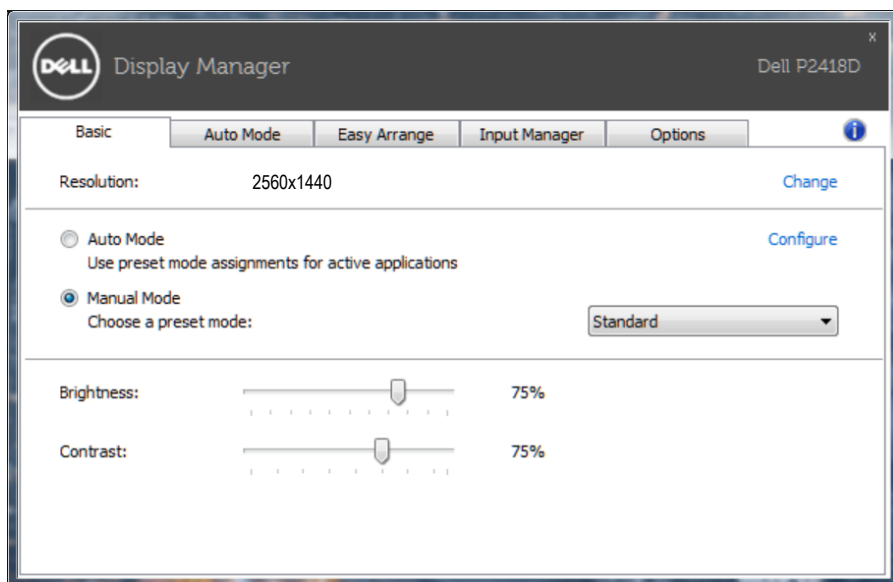 DELL Display Manager Dell P2418D x
Basic Auto Mode Easy Arrange Input Manager Options i
Resolution: 2560x1440 Change
Auto Mode Configure
Use preset mode assignments for active applications
Manual Mode
Choose a preset mode: Standard
Brightness: 75%
Contrast: 75%